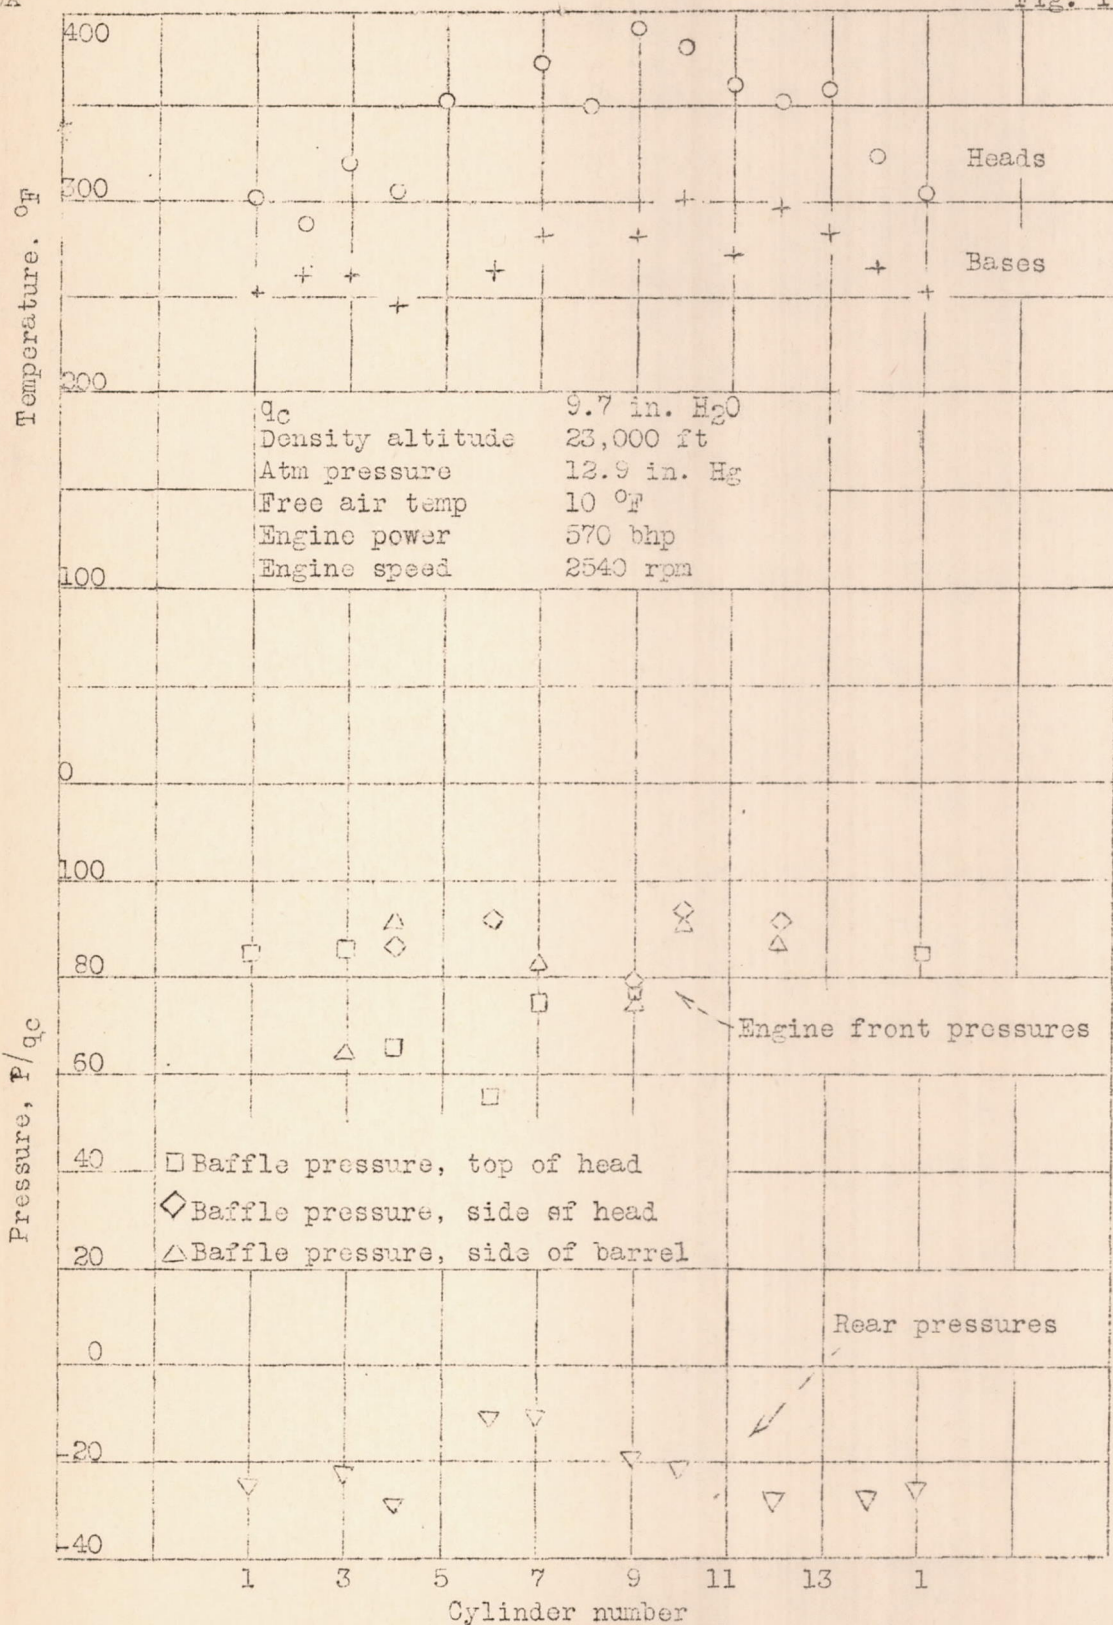 400
Heads
300
Bases
Temperature, °F
200
qc 9.7 in. H2O
Density altitude 23,000 ft
Atm pressure 12.9 in. Hg
Free air temp 10 °F
Engine power 570 bhp
Engine speed 2540 rpm
100
0
100
80
Engine front pressures
60
Pressure, P/qc
40
□ Baffle pressure, top of head
◇ Baffle pressure, side of head
△ Baffle pressure, side of barrel
20
Rear pressures
0
-20
-40
1 3 5 7 9 11 13 1
Cylinder number